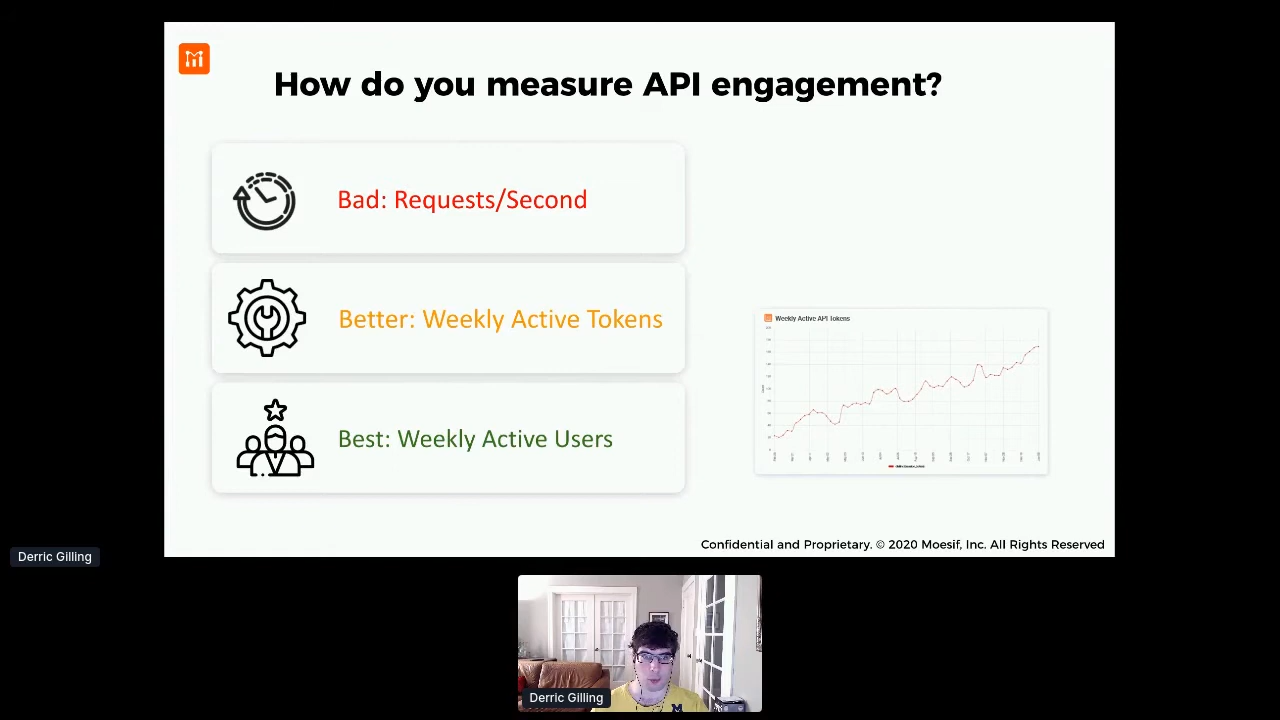 How do you measure API engagement?
Bad: Requests/Second
Better: Weekly Active Tokens
Best: Weekly Active Users
Weekly Active API Tokens
Confidential and Proprietary. © 2020 Moesif, Inc. All Rights Reserved
Derric Gilling
Derric Gilling